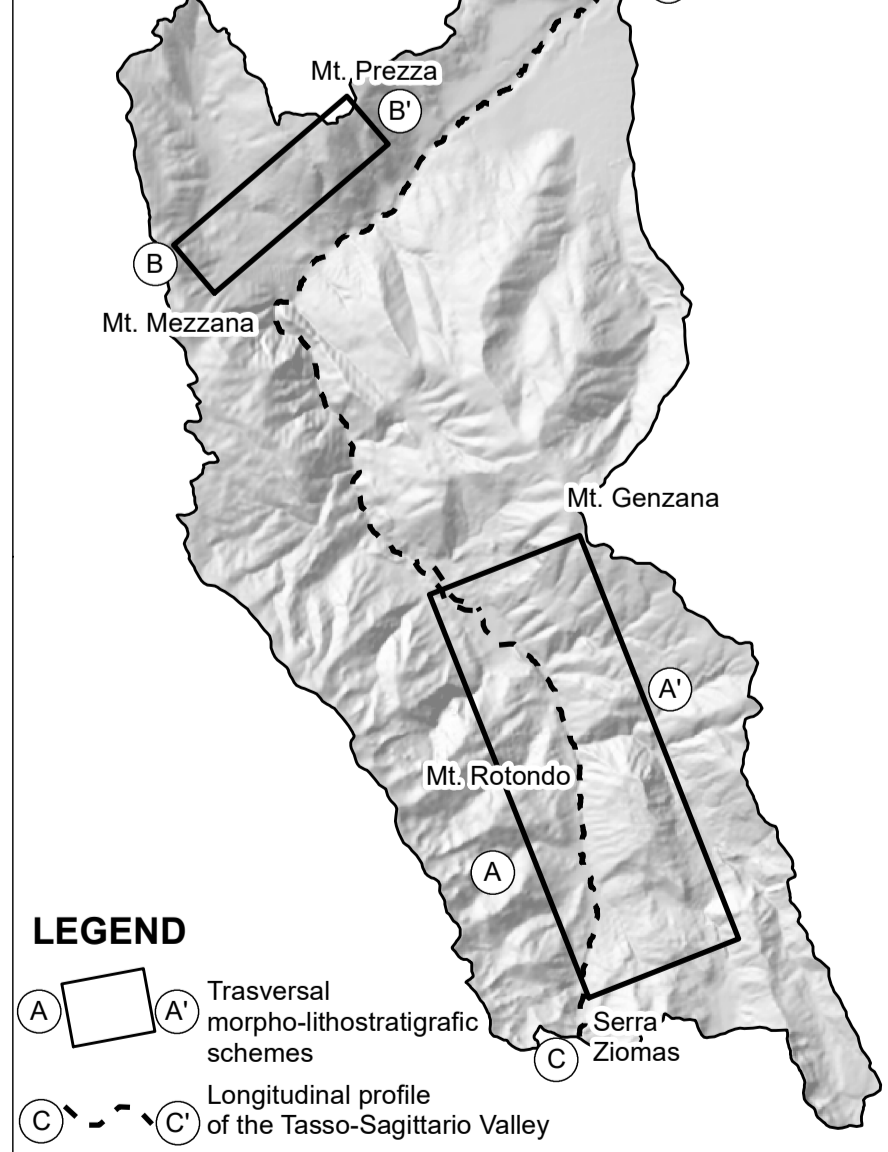 Mt. Prezza
B'
B
Mt. Mezzana
Mt. Genzana
A'
Mt. Rotondo
A
LEGEND
A
A'
Trasversal
morpho-lithostratigrafic
schemes
Serra
Ziomas
C
C
C'
Longitudinal profile
of the Tasso-Sagittario Valley